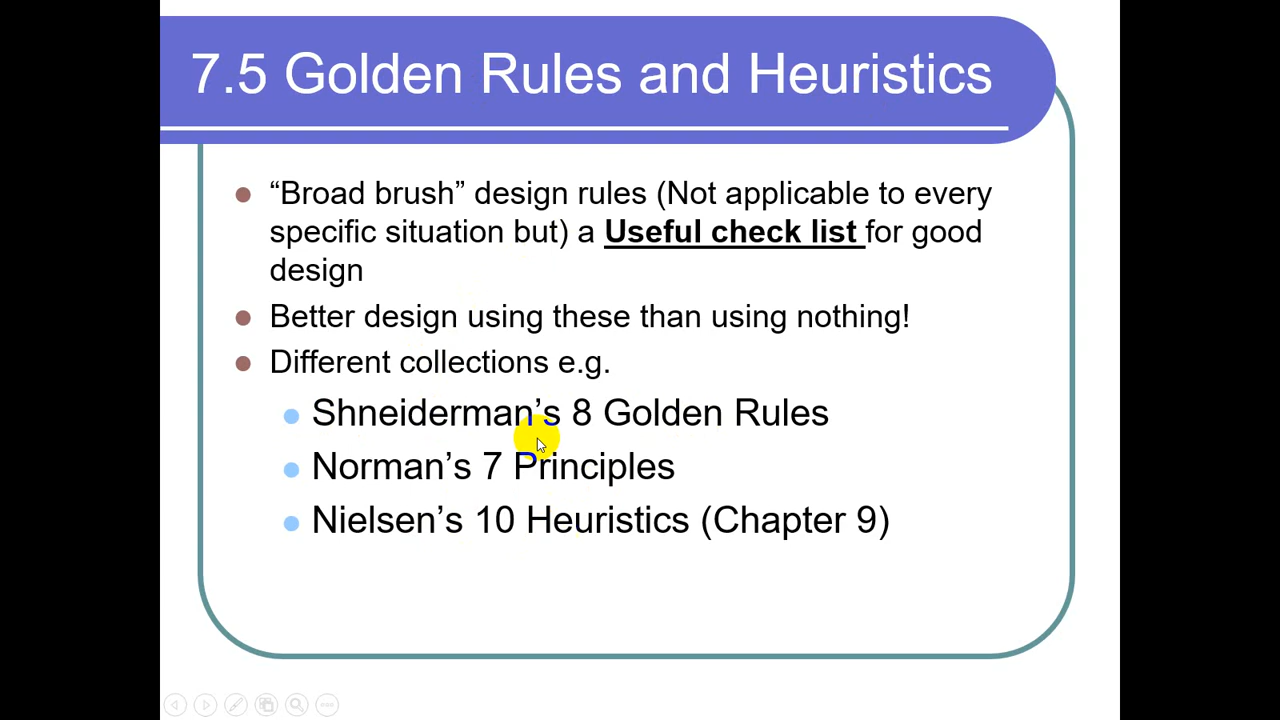 7.5 Golden Rules and Heuristics
“Broad brush” design rules (Not applicable to every
specific situation but) a Useful check list for good
design
Better design using these than using nothing!
Different collections e.g.
Shneiderman’s 8 Golden Rules
Norman’s 7 Principles
Nielsen’s 10 Heuristics (Chapter 9)